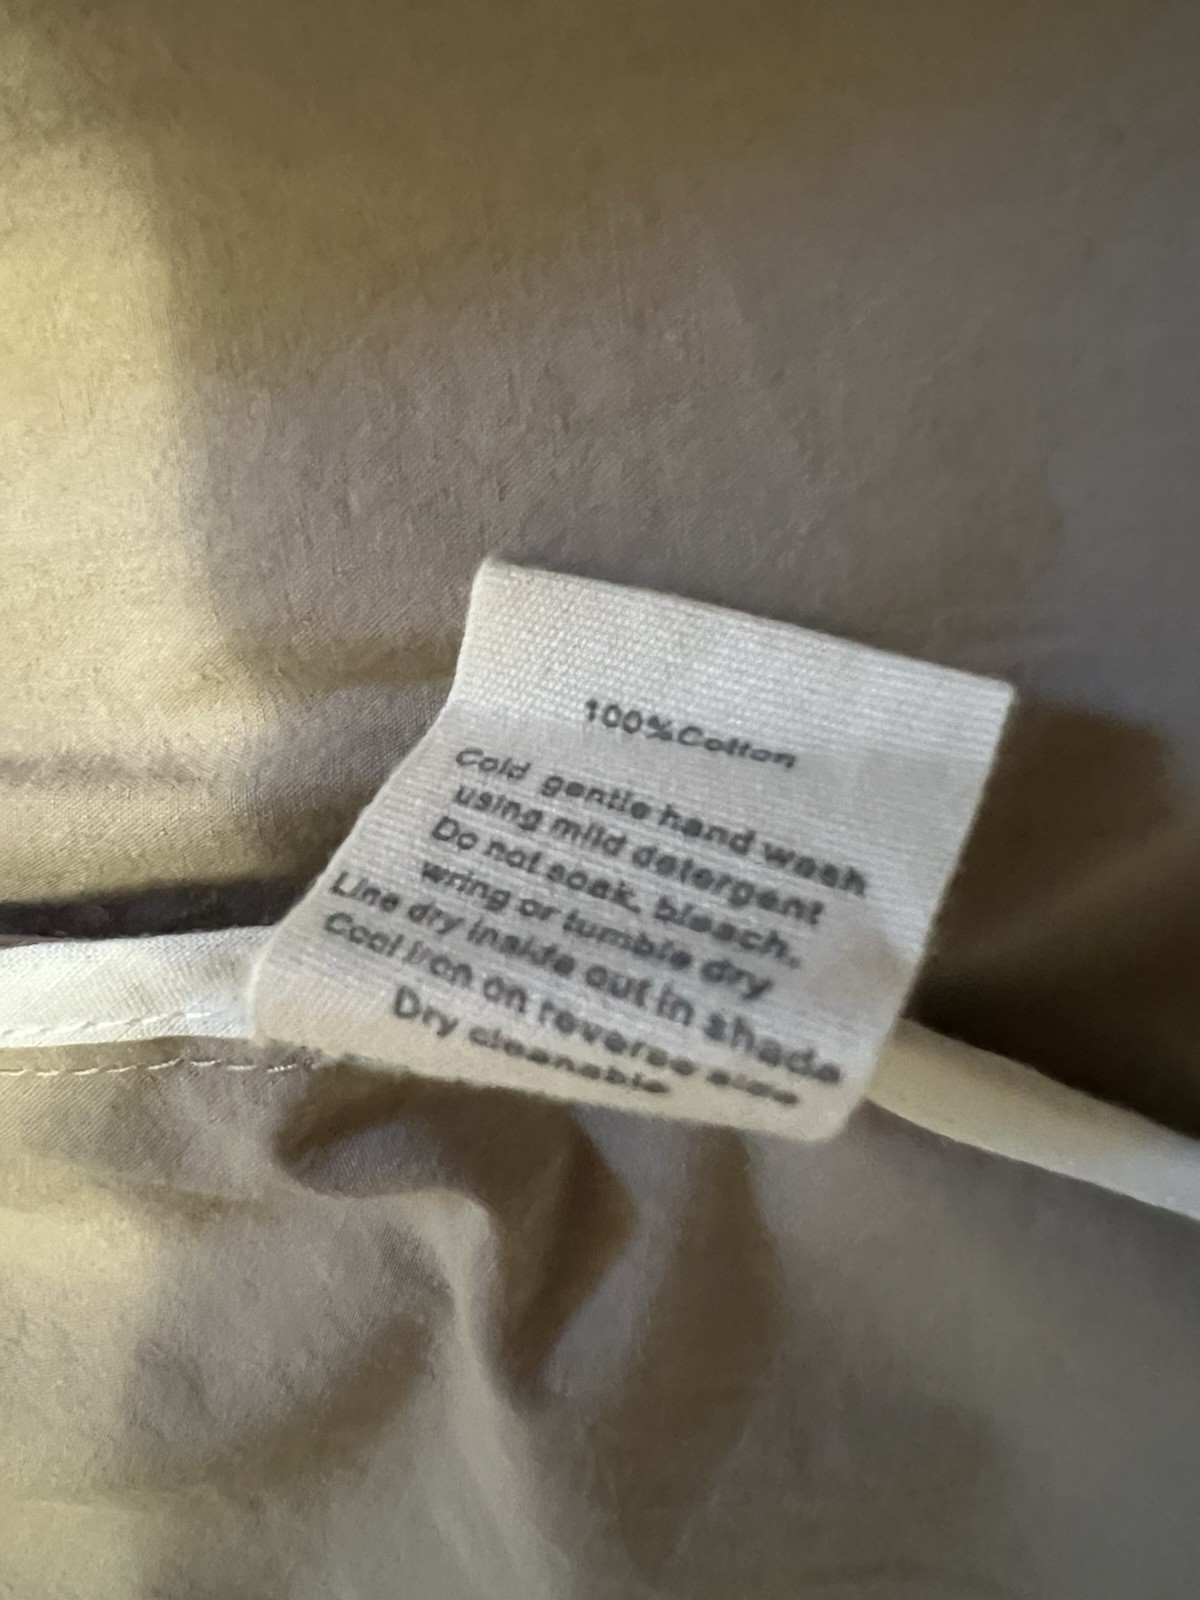 100%Cotton
Cold gentle hand wash
using mild detergent
Do not soak, bleach,
wring or tumble dry
Line dry inside out in shade
Cool iron on reverse side
Dry cleanable